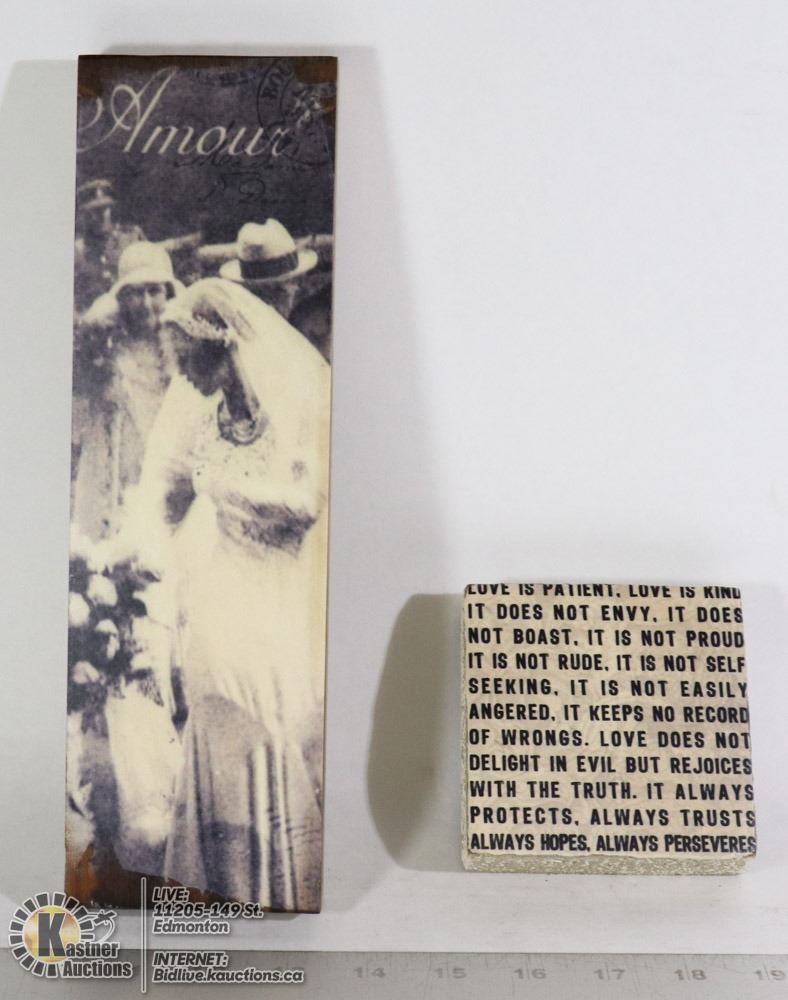 Amour
LOVE IS PATIENT, LOVE IS KIND
IT DOES NOT ENVY, IT DOES
NOT BOAST, IT IS NOT PROUD
IT IS NOT RUDE, IT IS NOT SELF
SEEKING, IT IS NOT EASILY
ANGERED, IT KEEPS NO RECORD
OF WRONGS. LOVE DOES NOT
DELIGHT IN EVIL BUT REJOICES
WITH THE TRUTH. IT ALWAYS
PROTECTS, ALWAYS TRUSTS
ALWAYS HOPES, ALWAYS PERSEVERES
Kastner
Auctions
LIVE:
11205-149 St.
Edmonton
INTERNET:
Bidlive.kauctions.ca
14 15 16 17 18 19